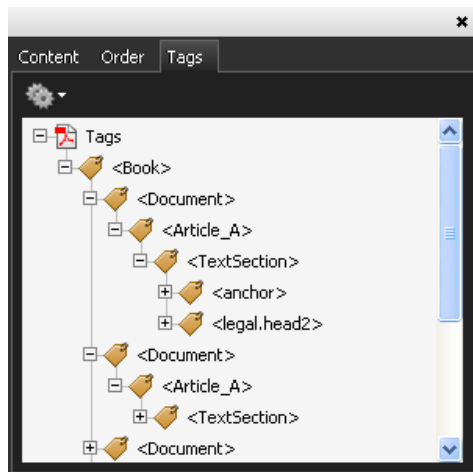 Content Order Tags
Tags
<Book>
<Document>
<Article_A>
<TextSection>
<anchor>
<legal.head2>
<Document>
<Article_A>
<TextSection>
<Document>